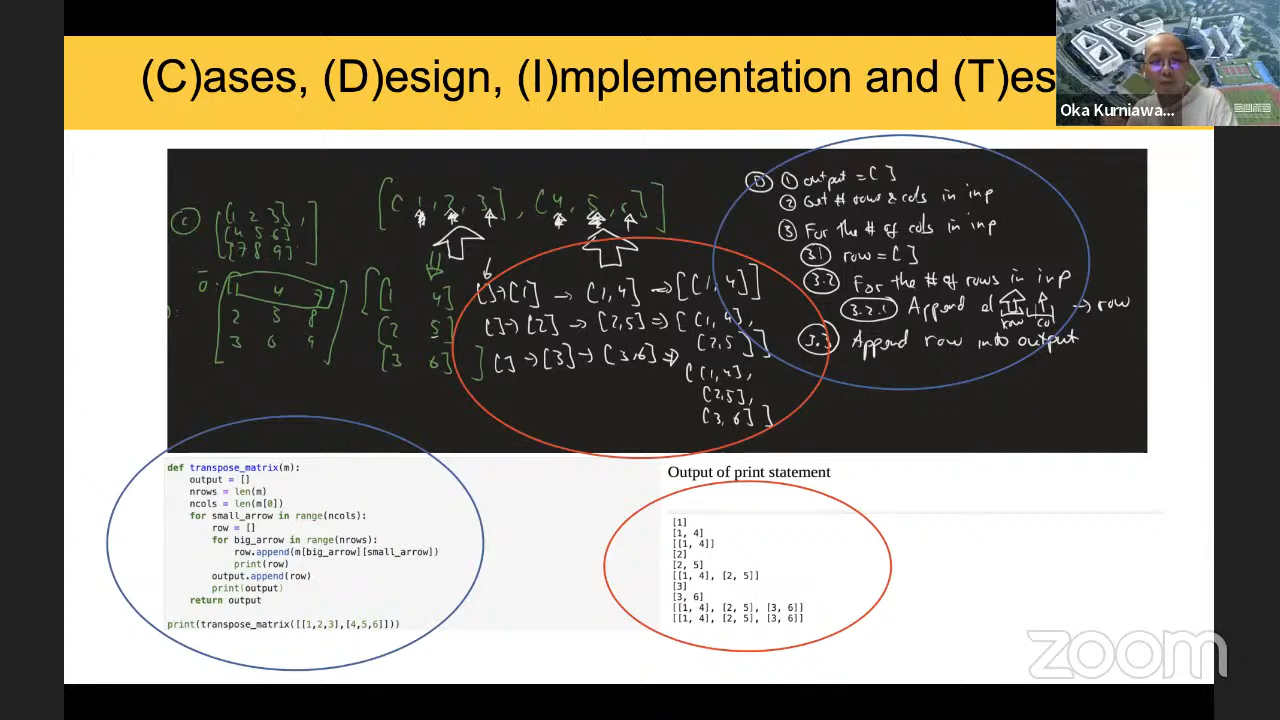 (C)ases, (D)esign, (I)mplementation and (T)es
Oka Kurniawa...
C
[[1 2 3],
[4 5 6]
[7 8 9]]
[[1, 2, 3], [4, 5, 6]]
O:
[1 4 7
2 5 8
3 6 9]
[[1 4]
[2 5]
[3 6]]
[]→[1] → [1,4] → [[1,4]]
[]→[2] → [2,5] → [[1,4],
[2,5]]
[]→[3] → [3,6] →
[[1,4],
[2,5],
[3,6]]
D ① output = []
② Get # rows & cols in inp
③ For the # of cols in inp
3.1 row = []
3.2 For the # of rows in inp
3.2.1 Append el → row
row col
3.3 Append row into output
def transpose_matrix(m):
output = []
nrows = len(m)
ncols = len(m[0])
for small_arrow in range(ncols):
row = []
for big_arrow in range(nrows):
row.append(m[big_arrow][small_arrow])
print(row)
output.append(row)
print(output)
return output
print(transpose_matrix([[1,2,3],[4,5,6]]))
Output of print statement
[1]
[1, 4]
[[1, 4]]
[2]
[2, 5]
[[1, 4], [2, 5]]
[3]
[3, 6]
[[1, 4], [2, 5], [3, 6]]
[[1, 4], [2, 5], [3, 6]]
zoom